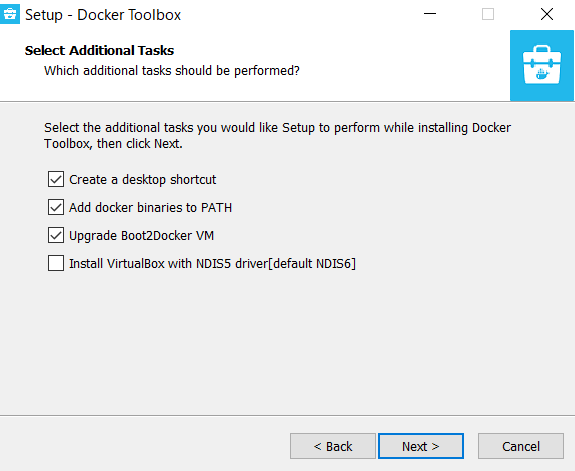 Setup - Docker Toolbox
Select Additional Tasks
Which additional tasks should be performed?
Select the additional tasks you would like Setup to perform while installing Docker
Toolbox, then click Next.
Create a desktop shortcut
Add docker binaries to PATH
Upgrade Boot2Docker VM
Install VirtualBox with NDIS5 driver[default NDIS6]
< Back
Next >
Cancel